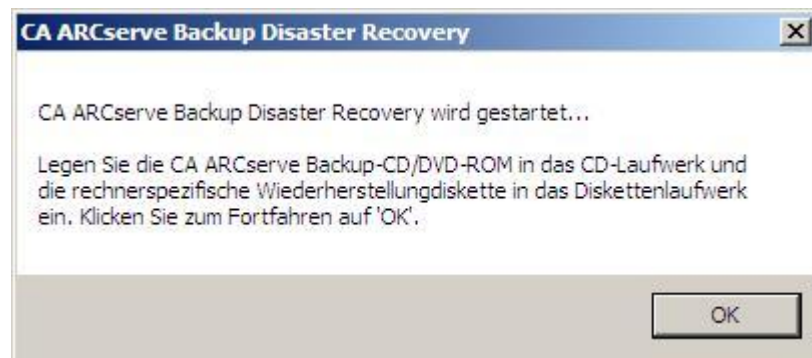 CA ARCserve Backup Disaster Recovery
CA ARCserve Backup Disaster Recovery wird gestartet...
Legen Sie die CA ARCserve Backup-CD/DVD-ROM in das CD-Laufwerk und
die rechnerspezifische Wiederherstellungdiskette in das Diskettenlaufwerk
ein. Klicken Sie zum Fortfahren auf 'OK'.
OK